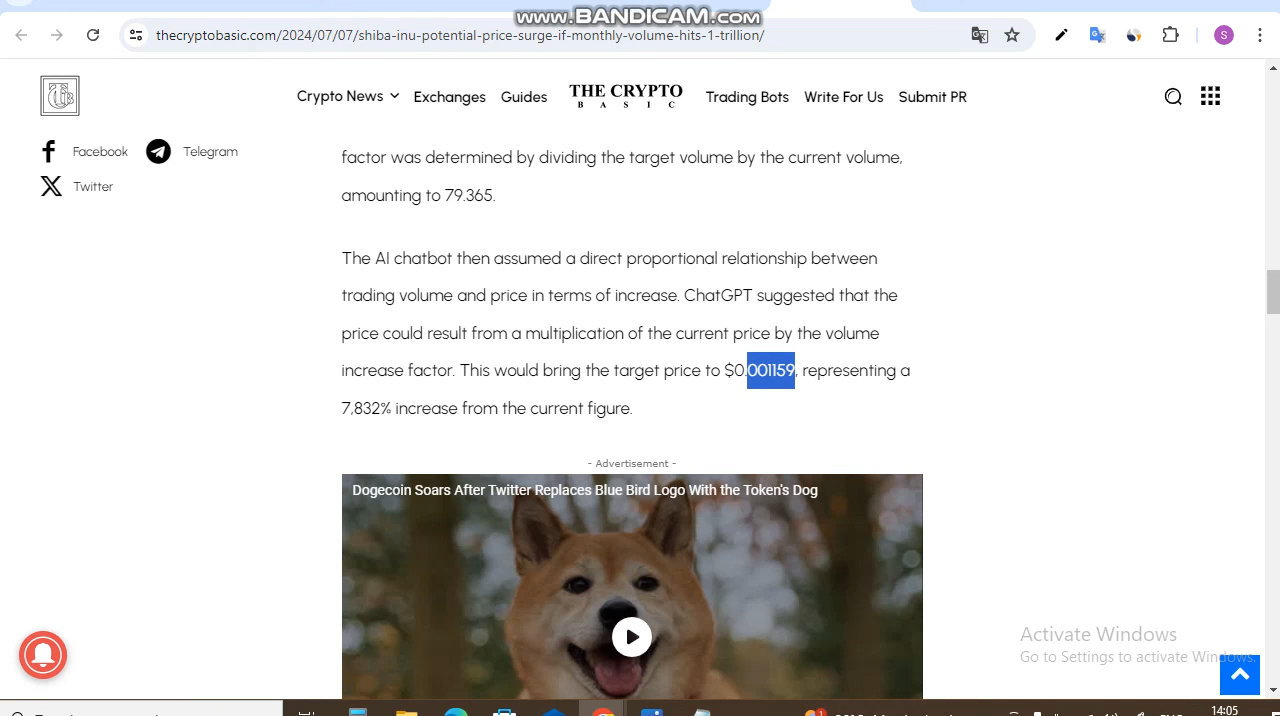 www.BANDICAM.com
thecryptobasic.com/2024/07/07/shiba-inu-potential-price-surge-if-monthly-volume-hits-1-trillion/
S
Crypto News
Exchanges
Guides
THE CRYPTO
BASIC
Trading Bots
Write For Us
Submit PR
Facebook
Telegram
Twitter
factor was determined by dividing the target volume by the current volume,
amounting to 79.365.
The AI chatbot then assumed a direct proportional relationship between
trading volume and price in terms of increase. ChatGPT suggested that the
price could result from a multiplication of the current price by the volume
increase factor. This would bring the target price to $0.001159, representing a
7,832% increase from the current figure.
- Advertisement -
Dogecoin Soars After Twitter Replaces Blue Bird Logo With the Token's Dog
Activate Windows
Go to Settings to activate Windows.
14:05